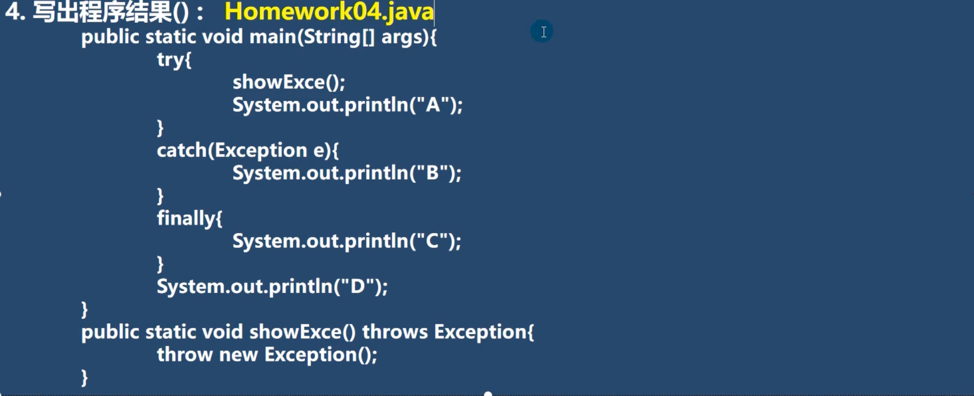 4. 写出程序结果()： Homework04.java
public static void main(String[] args){
try{
showExce();
System.out.println("A");
}
catch(Exception e){
System.out.println("B");
}
finally{
System.out.println("C");
}
System.out.println("D");
}
public static void showExce() throws Exception{
throw new Exception();
}